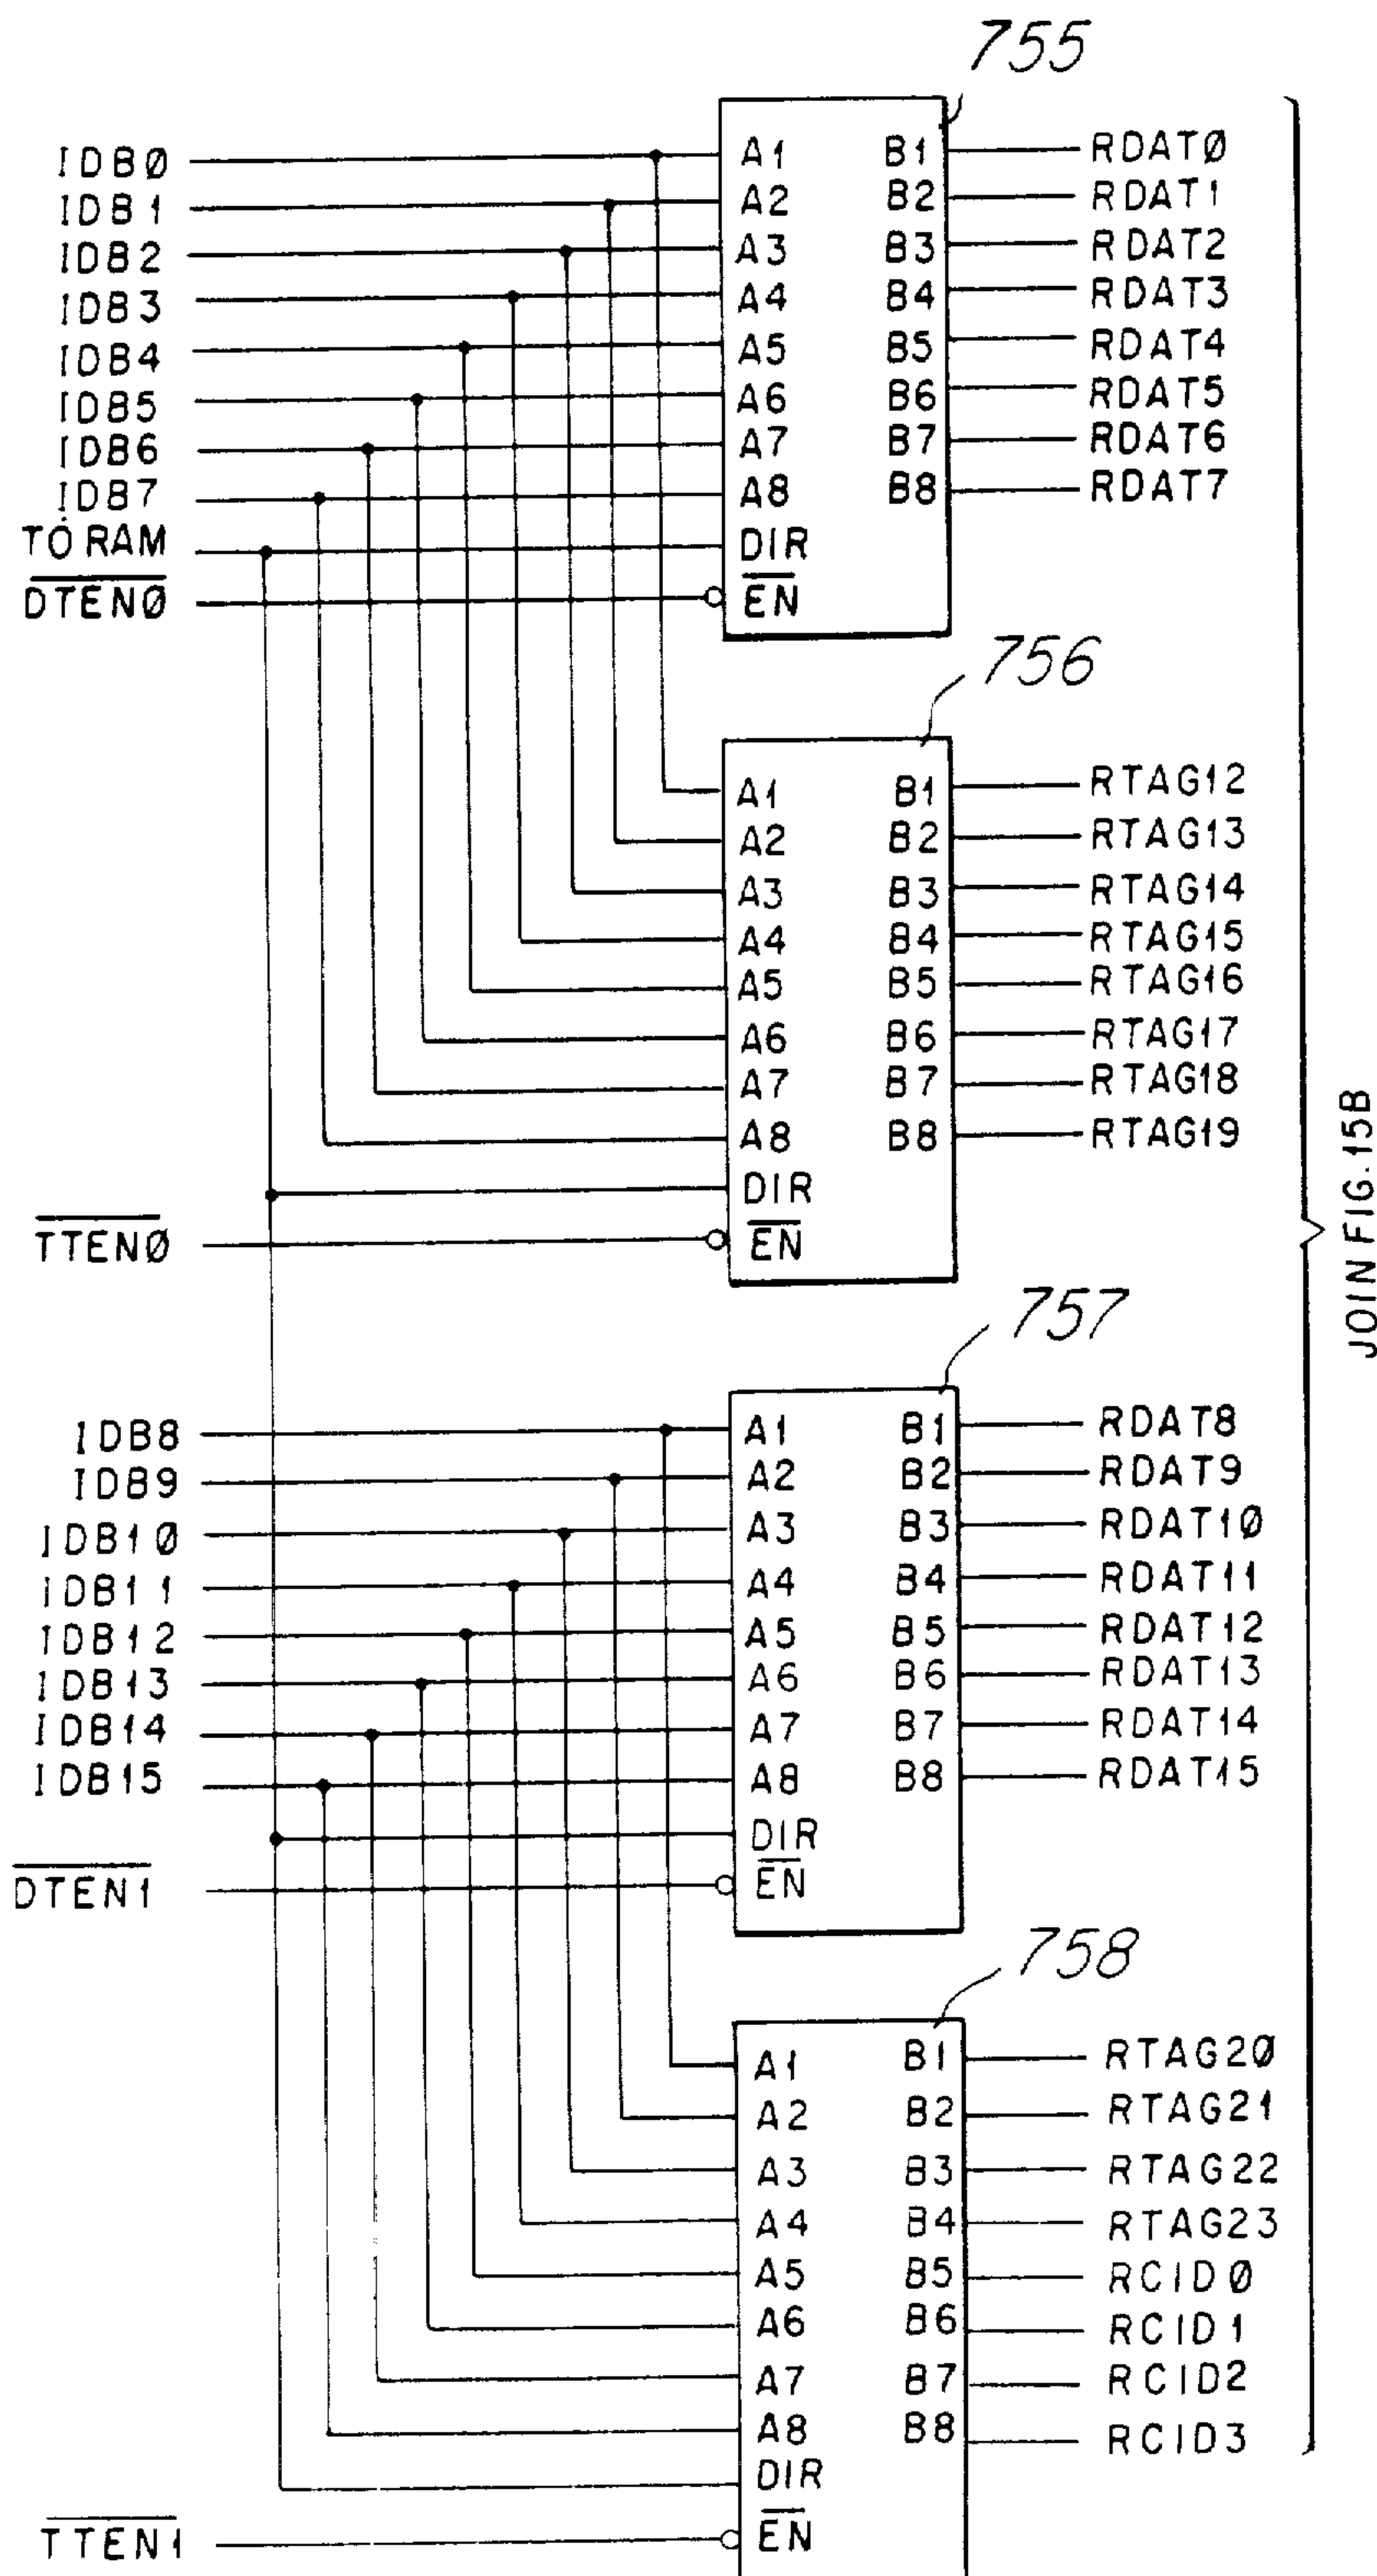 755
IDBØ A1 B1 RDATØ
IDB1 A2 B2 RDAT1
IDB2 A3 B3 RDAT2
IDB3 A4 B4 RDAT3
IDB4 A5 B5 RDAT4
IDB5 A6 B6 RDAT5
IDB6 A7 B7 RDAT6
IDB7 A8 B8 RDAT7
TO RAM DIR
DTENØ EN
756
A1 B1 RTAG12
A2 B2 RTAG13
A3 B3 RTAG14
A4 B4 RTAG15
A5 B5 RTAG16
A6 B6 RTAG17
A7 B7 RTAG18
A8 B8 RTAG19
DIR
TTENØ EN
JOIN FIG. 15B
757
IDB8 A1 B1 RDAT8
IDB9 A2 B2 RDAT9
IDB1Ø A3 B3 RDAT1Ø
IDB11 A4 B4 RDAT11
IDB12 A5 B5 RDAT12
IDB13 A6 B6 RDAT13
IDB14 A7 B7 RDAT14
IDB15 A8 B8 RDAT15
DIR
DTEN1 EN
758
A1 B1 RTAG2Ø
A2 B2 RTAG21
A3 B3 RTAG22
A4 B4 RTAG23
A5 B5 RCIDØ
A6 B6 RCID1
A7 B7 RCID2
A8 B8 RCID3
DIR
TTEN1 EN